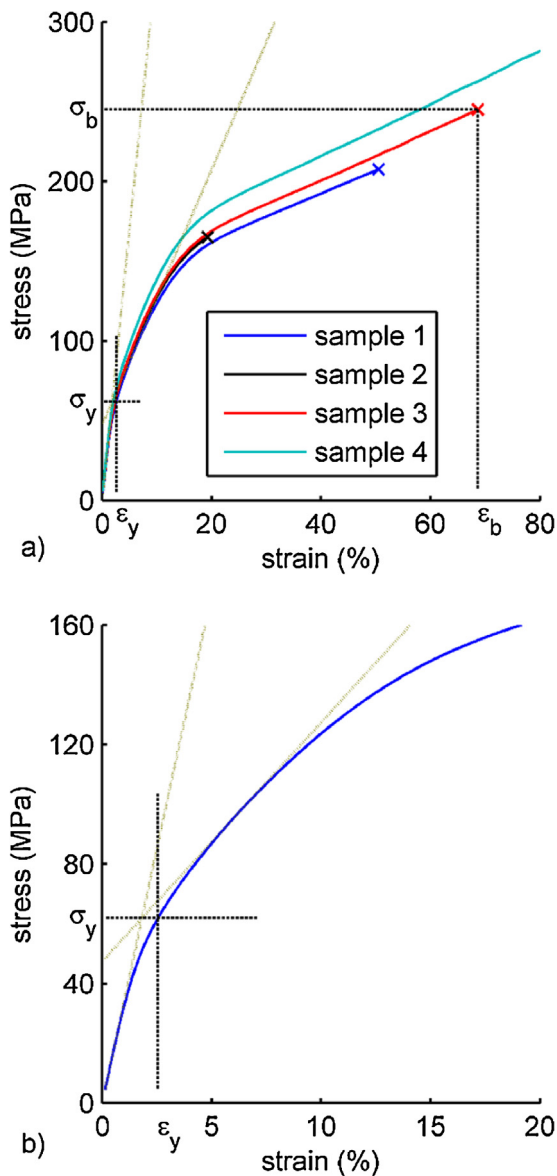 300
σb
200
stress (MPa)
100
σy
0
sample 1
sample 2
sample 3
sample 4
0 εy 20 40 60 εb 80
a) strain (%)
160
120
stress (MPa)
80
σy
40
0
0 εy 5 10 15 20
b) strain (%)